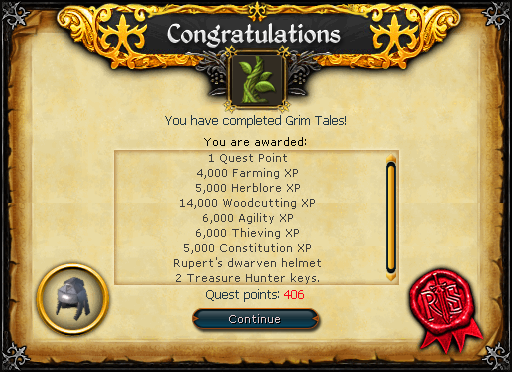 Congratulations
You have completed Grim Tales!
You are awarded:
1 Quest Point
4,000 Farming XP
5,000 Herblore XP
14,000 Woodcutting XP
6,000 Agility XP
6,000 Thieving XP
5,000 Constitution XP
Rupert's dwarven helmet
2 Treasure Hunter keys.
Quest points: 406
Continue
RS